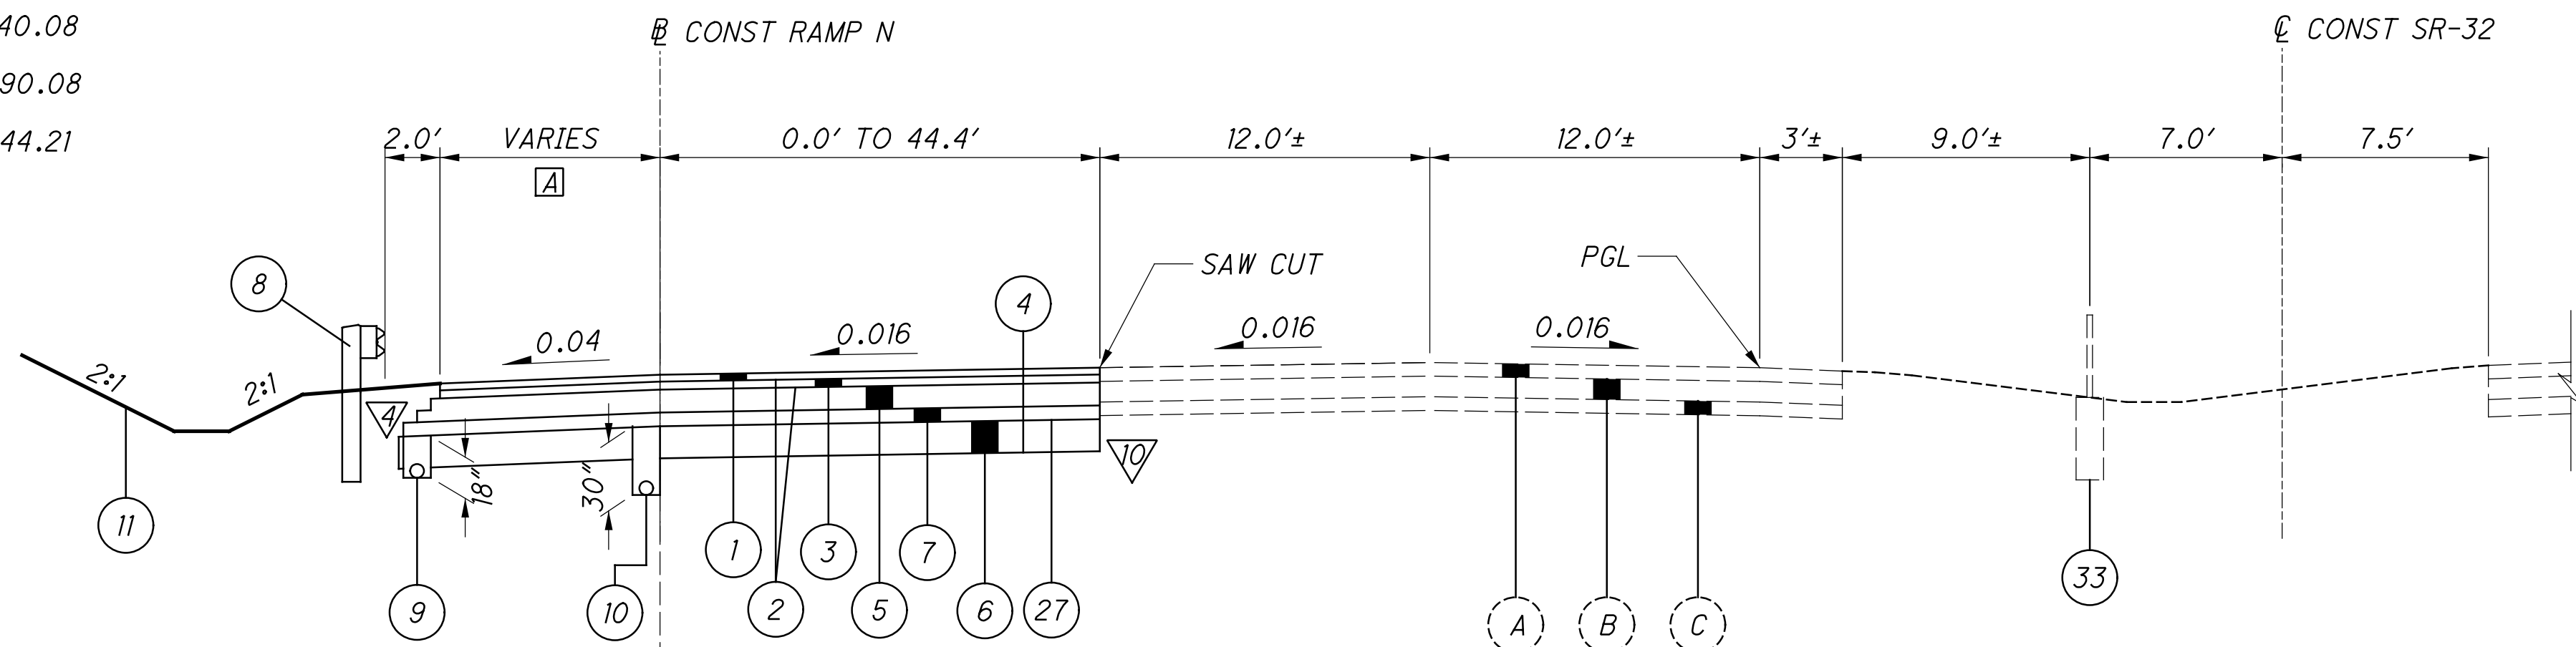 40.08
90.08
44.21
℄ CONST SR-32
CONST RAMP N
2.0' VARIES 0.0' TO 44.4' 12.0'± 12.0'± 3'± 9.0'± 7.0' 7.5'
A
8
4
SAW CUT
PGL
0.04
0.016
0.016
0.016
2:1
2:1
4
10
18"
30"
11
1
3
7
33
9
10
2
5
6
27
A
B
C